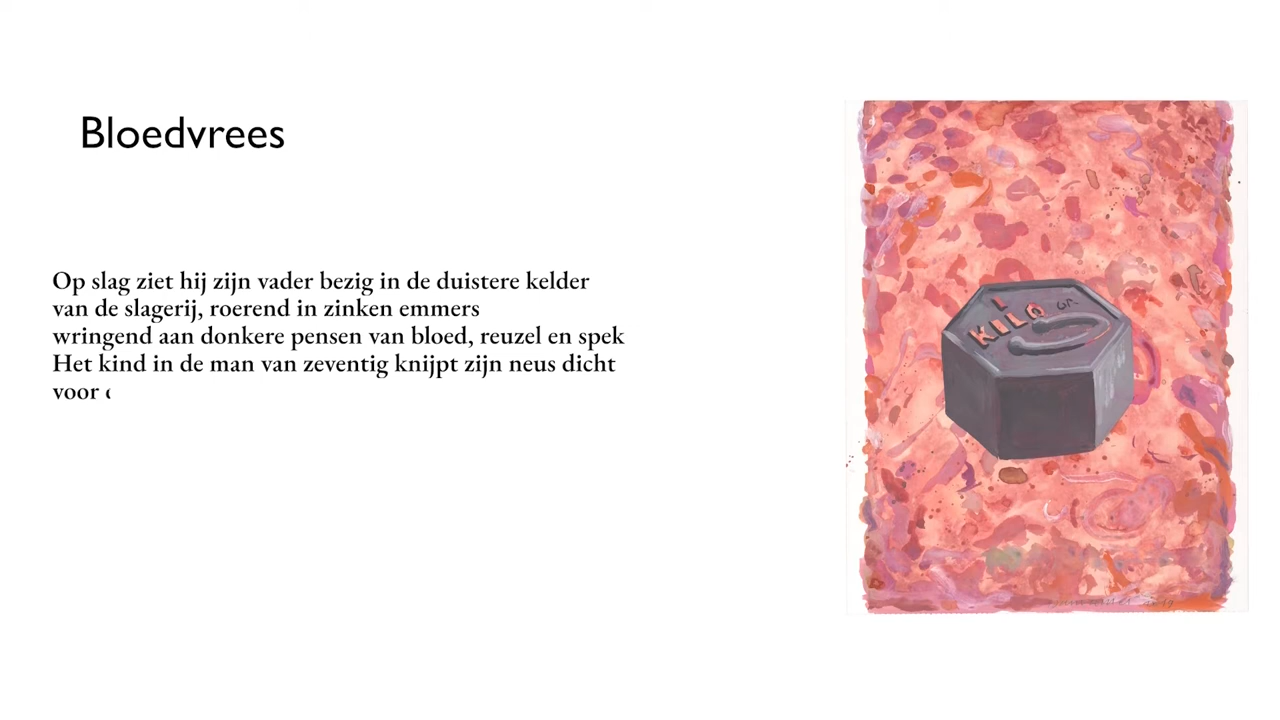 Bloedvrees
Op slag ziet hij zijn vader bezig in de duistere kelder
van de slagerij, roerend in zinken emmers
wringend aan donkere pensen van bloed, reuzel en spek
Het kind in de man van zeventig knijpt zijn neus dicht
voor
1
KILO